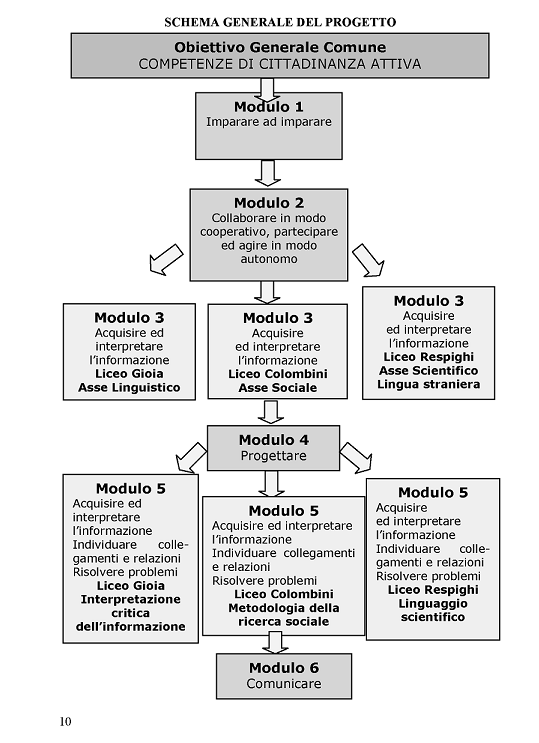 SCHEMA GENERALE DEL PROGETTO
Obiettivo Generale Comune
COMPETENZE DI CITTADINANZA ATTIVA
Modulo 1
Imparare ad imparare
Modulo 2
Collaborare in modo
cooperativo, partecipare
ed agire in modo
autonomo
Modulo 3
Acquisire ed
interpretare
l'informazione
Liceo Gioia
Asse Linguistico
Modulo 3
Acquisire
ed interpretare
l'informazione
Liceo Colombini
Asse Sociale
Modulo 3
Acquisire
ed interpretare
l'informazione
Liceo Respighi
Asse Scientifico
Lingua straniera
Modulo 4
Progettare
Modulo 5
Acquisire ed
interpretare
l'informazione
Individuare colle-
gamenti e relazioni
Risolvere problemi
Liceo Gioia
Interpretazione
critica
dell'informazione
Modulo 5
Acquisire ed interpretare
l'informazione
Individuare collegamenti
e relazioni
Risolvere problemi
Liceo Colombini
Metodologia della
ricerca sociale
Modulo 5
Acquisire
ed interpretare
l'informazione
Individuare colle-
gamenti e relazioni
Risolvere problemi
Liceo Respighi
Linguaggio
scientifico
Modulo 6
Comunicare
10